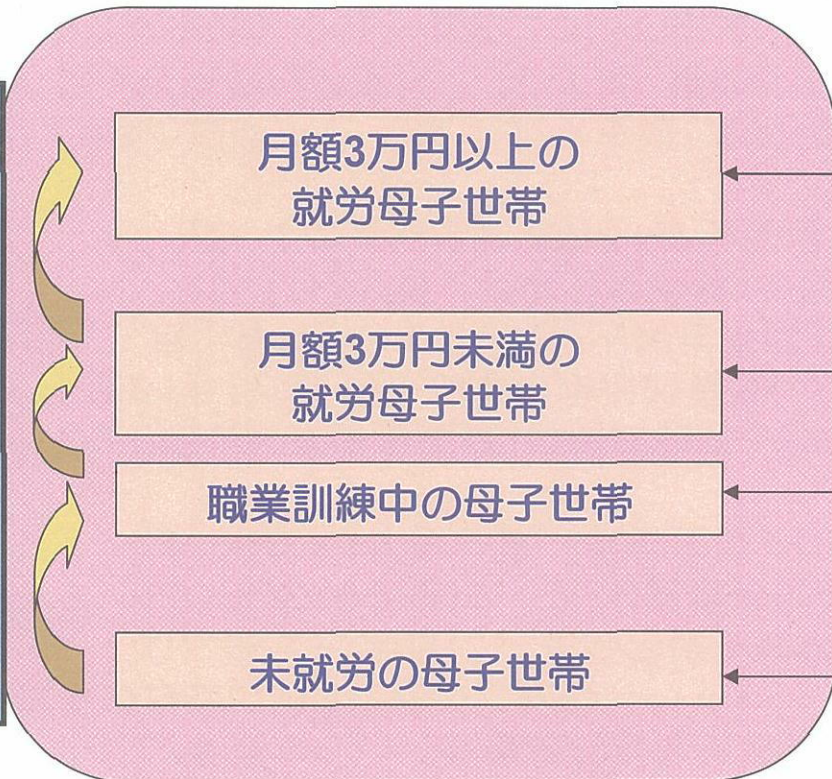 月額3万円以上の
就労母子世帯
月額3万円未満の
就労母子世帯
職業訓練中の母子世帯
未就労の母子世帯